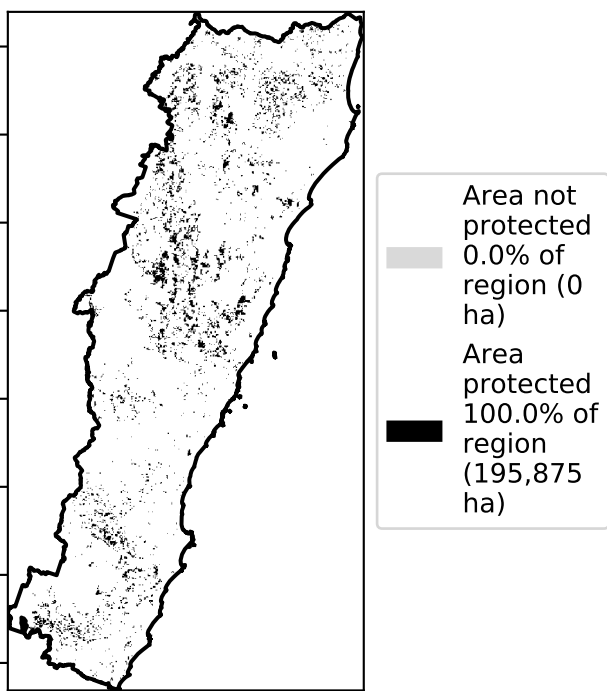 Area not
protected
0.0% of
region (0
ha)
Area
protected
100.0% of
region
(195,875
ha)